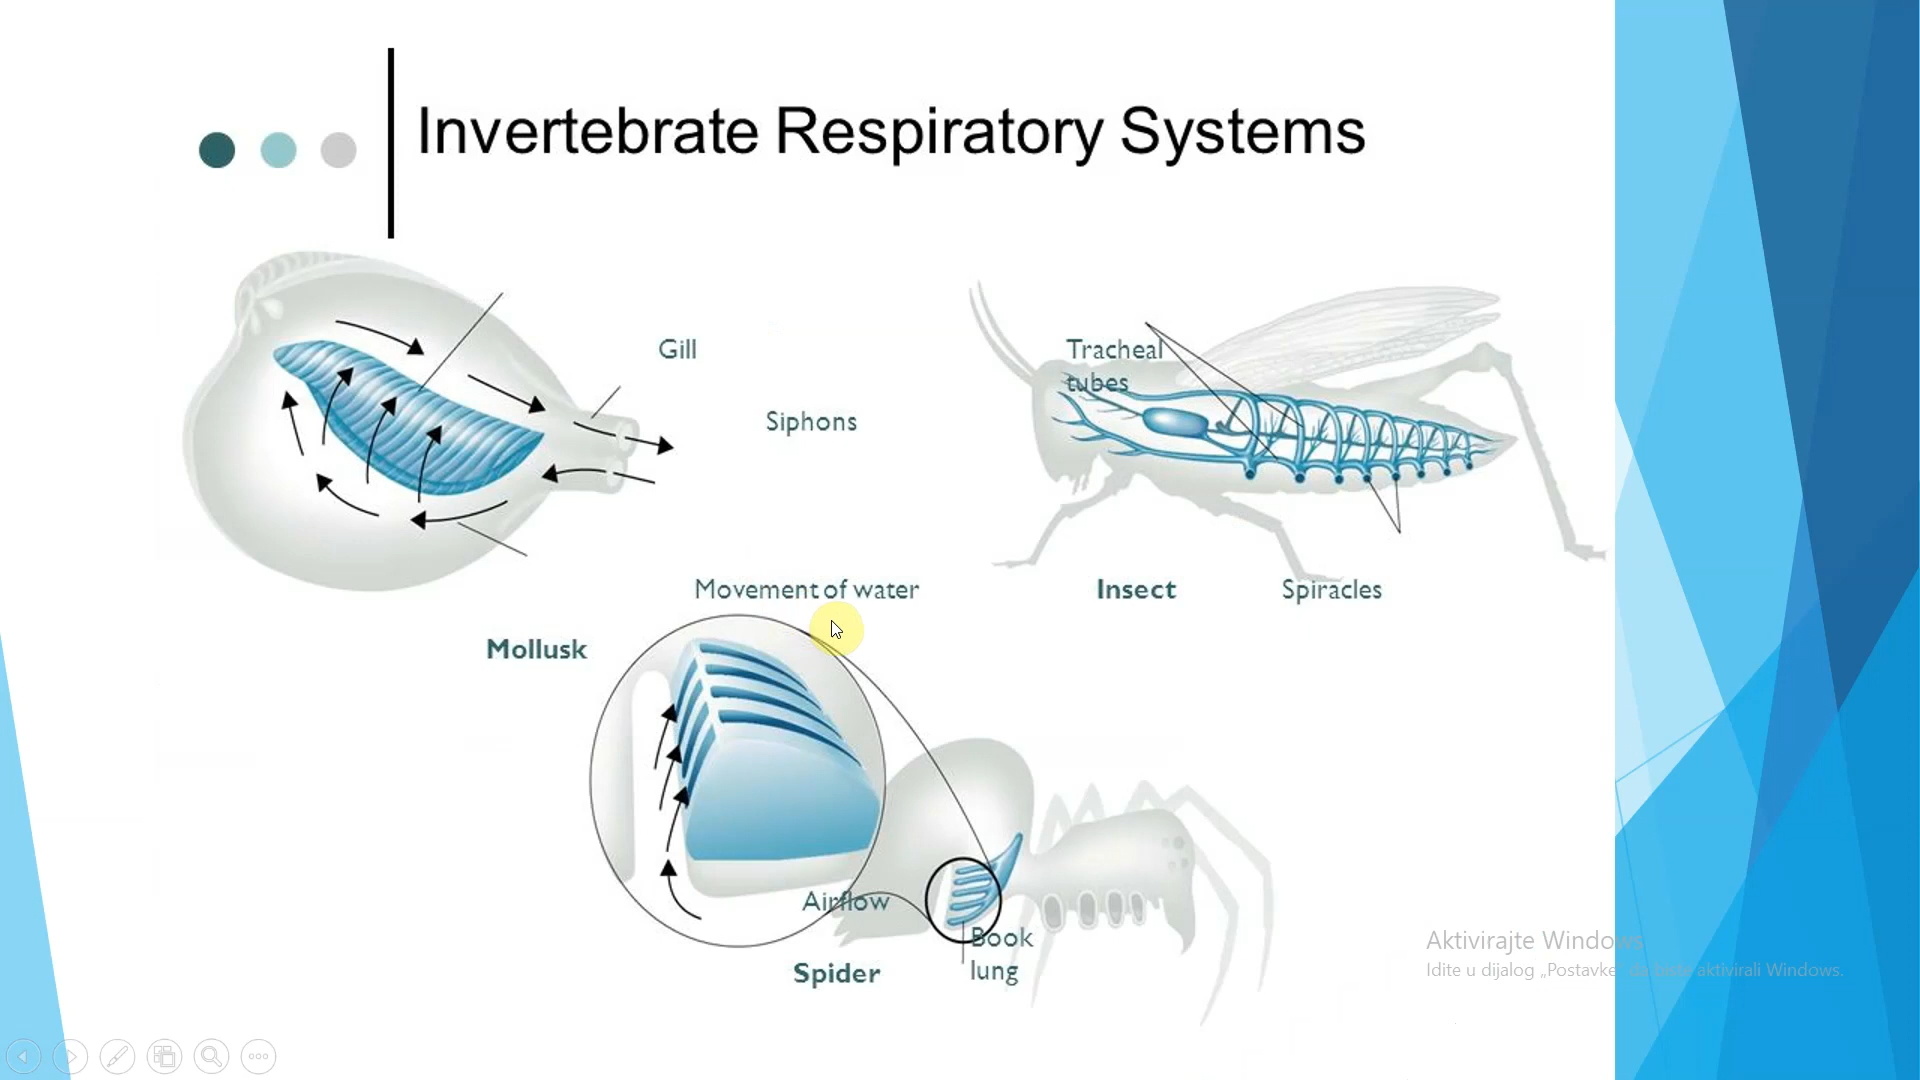 Invertebrate Respiratory Systems
Gill
Siphons
Movement of water
Mollusk
Tracheal
tubes
Insect
Spiracles
Airflow
Book
lung
Spider
Aktivirajte Windows
Idite u dijalog „Postavke“ da biste aktivirali Windows.